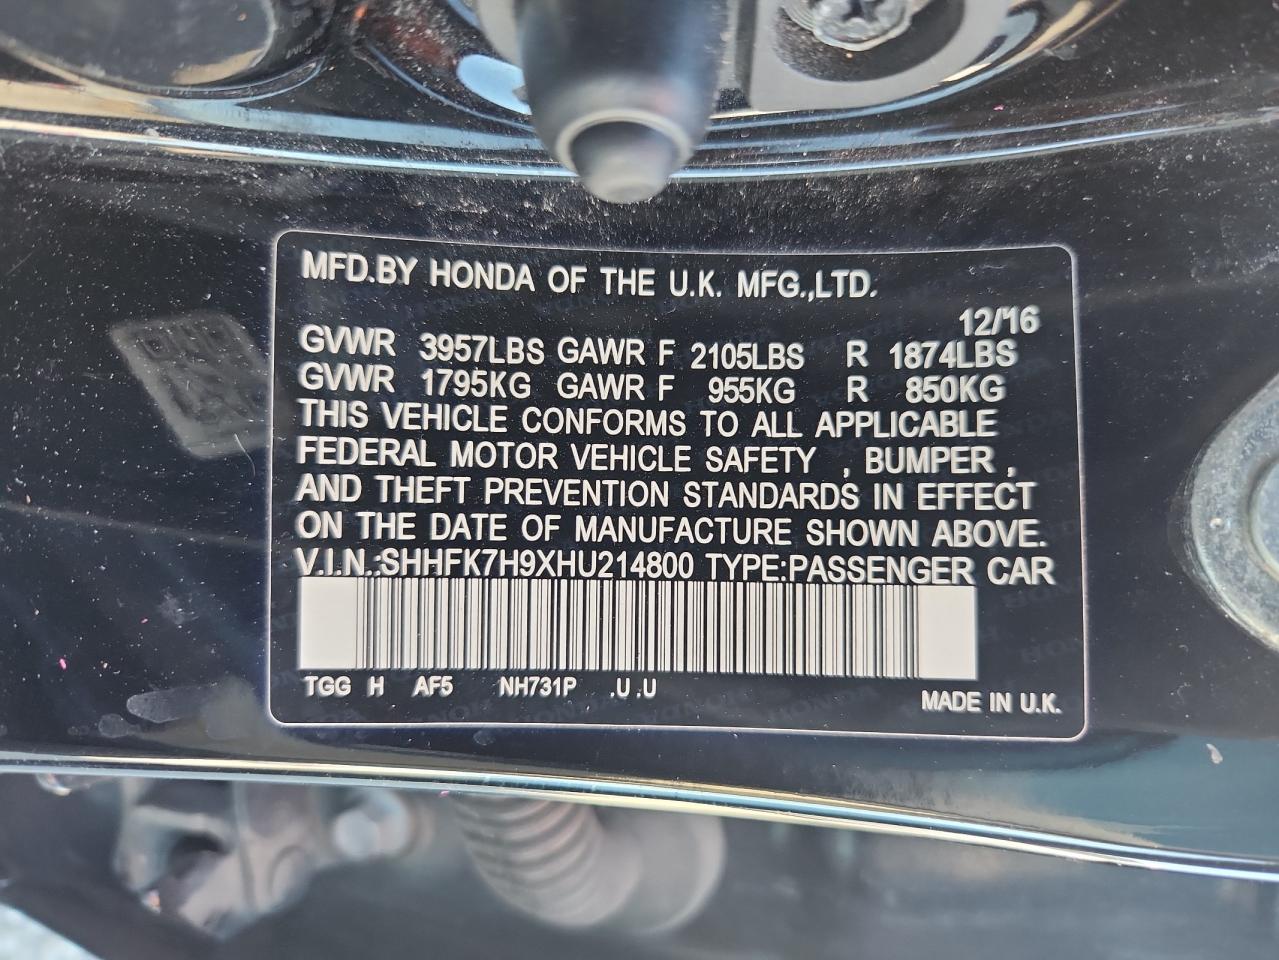 MFD.BY HONDA OF THE U.K. MFG.,LTD.
12/'16
GVWR 3957LBS GAWR F 2105LBS R 1874LBS
GVWR 1795KG GAWR F 955KG R 850KG
THIS VEHICLE CONFORMS TO ALL APPLICABLE
FEDERAL MOTOR VEHICLE SAFETY , BUMPER ,
AND THEFT PREVENTION STANDARDS IN EFFECT
ON THE DATE OF MANUFACTURE SHOWN ABOVE.
V.I.N.:SHHFK7H9XHU214800 TYPE:PASSENGER CAR
TGG H AF5 NH731P .U .U
MADE IN U.K.